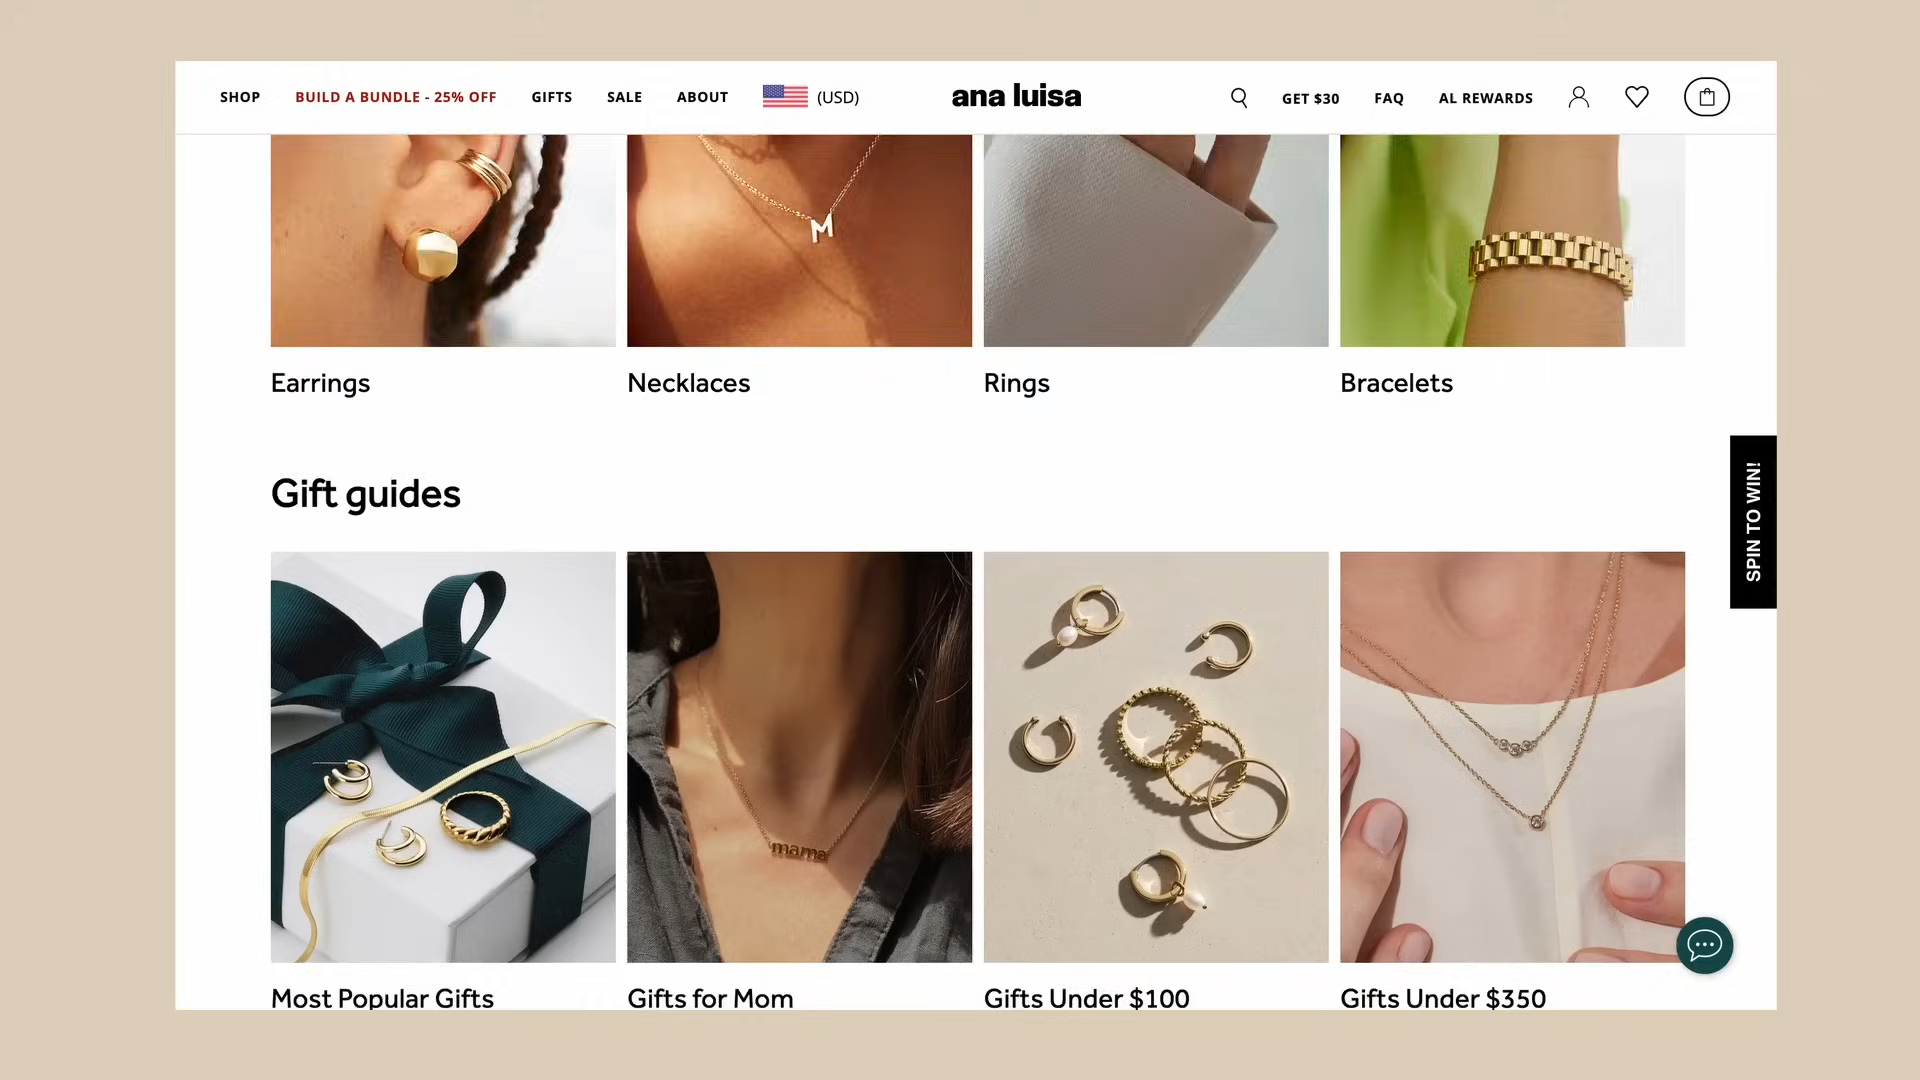 SHOP BUILD A BUNDLE - 25% OFF GIFTS SALE ABOUT (USD) ana luisa GET $30 FAQ AL REWARDS
M
Earrings Necklaces Rings Bracelets
SPIN TO WIN!
Gift guides
mama
Most Popular Gifts Gifts for Mom Gifts Under $100 Gifts Under $350